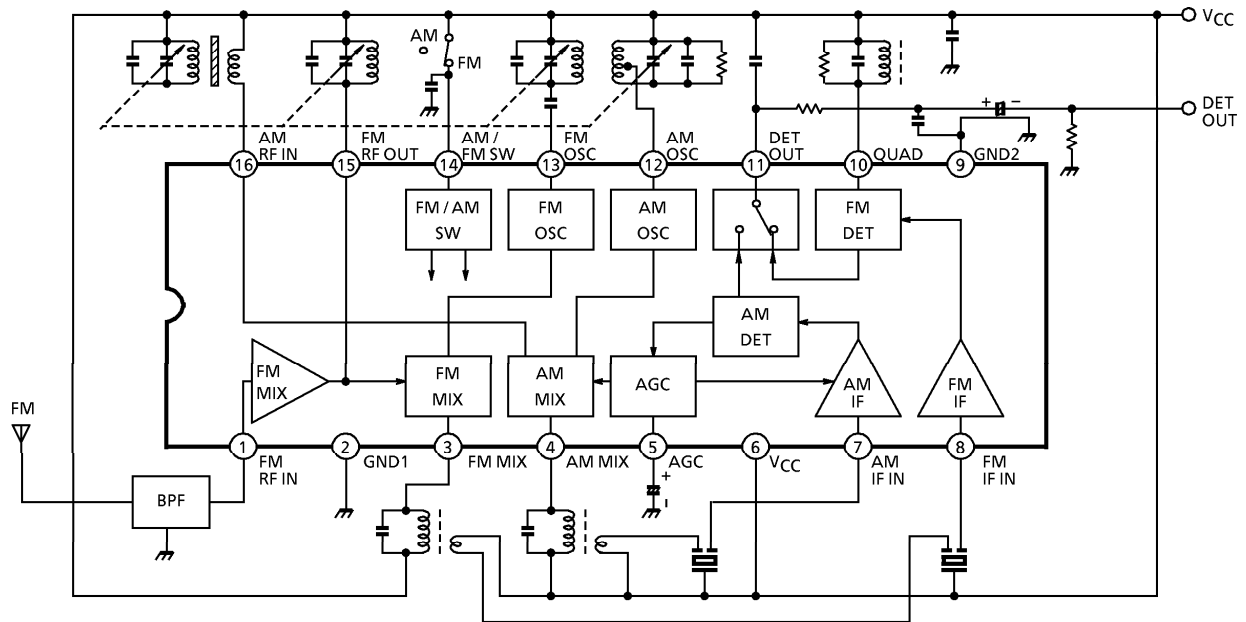 VCC
AM
FM
DET
OUT
AM
RF IN
FM
RF OUT
AM /
FM SW
FM
OSC
AM
OSC
DET
OUT
QUAD
GND2
16
15
14
13
12
11
10
9
FM / AM
SW
FM
OSC
AM
OSC
FM
DET
AM
DET
FM
MIX
FM
MIX
AM
MIX
AGC
AM
IF
FM
IF
FM
1
2
3
4
5
6
7
8
FM
RF IN
GND1
FM MIX
AM MIX
AGC
VCC
AM
IF IN
FM
IF IN
BPF